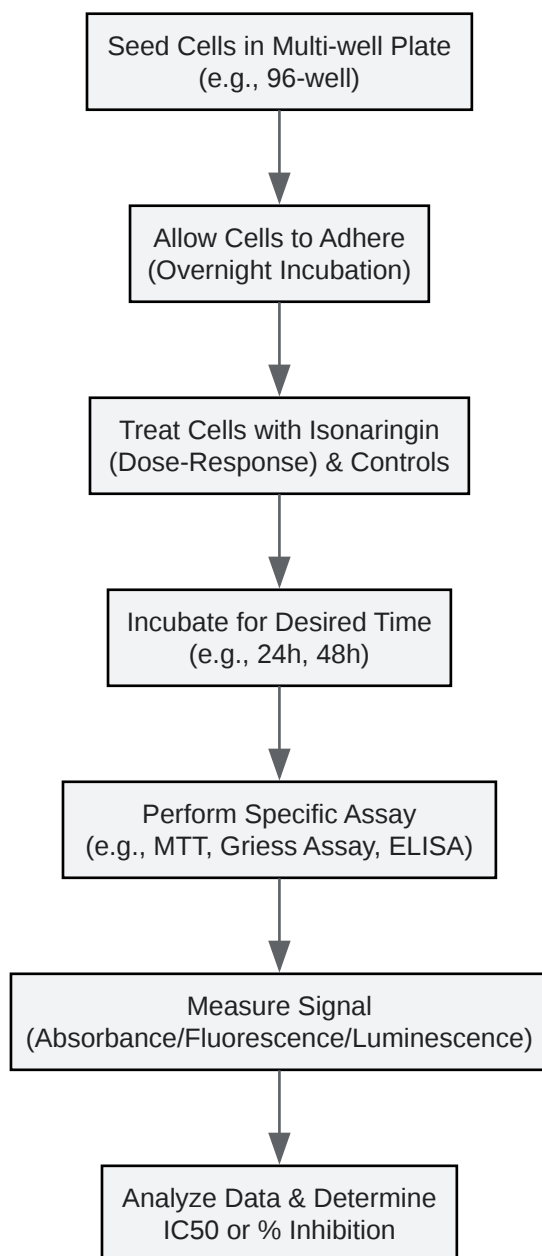 Seed Cells in Multi-well Plate
(e.g., 96-well)
Allow Cells to Adhere
(Overnight Incubation)
Treat Cells with Isonaringin
(Dose-Response) & Controls
Incubate for Desired Time
(e.g., 24h, 48h)
Perform Specific Assay
(e.g., MTT, Griess Assay, ELISA)
Measure Signal
(Absorbance/Fluorescence/Luminescence)
Analyze Data & Determine
IC50 or % Inhibition